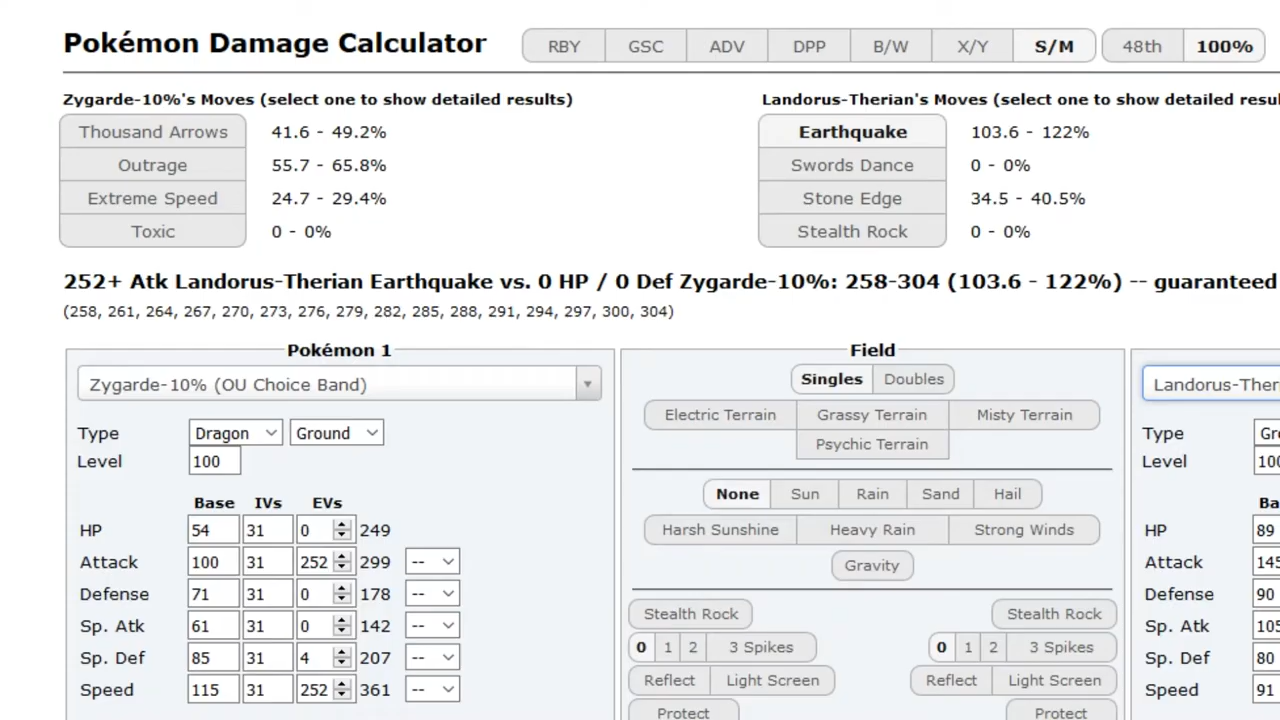 Pokémon Damage Calculator RBY GSC ADV DPP B/W X/Y S/M 48th 100%
Zygarde-10%'s Moves (select one to show detailed results) Landorus-Therian's Moves (select one to show detailed resul
Thousand Arrows 41.6 - 49.2% Earthquake 103.6 - 122%
Outrage 55.7 - 65.8% Swords Dance 0 - 0%
Extreme Speed 24.7 - 29.4% Stone Edge 34.5 - 40.5%
Toxic 0 - 0% Stealth Rock 0 - 0%
252+ Atk Landorus-Therian Earthquake vs. 0 HP / 0 Def Zygarde-10%: 258-304 (103.6 - 122%) -- guaranteed
(258, 261, 264, 267, 270, 273, 276, 279, 282, 285, 288, 291, 294, 297, 300, 304)
Pokémon 1 Field
Zygarde-10% (OU Choice Band) Singles Doubles Landorus-Ther
Electric Terrain Grassy Terrain Misty Terrain
Type Dragon Ground Psychic Terrain Type Gr
Level 100 Level 100
Base IVs EVs None Sun Rain Sand Hail Ba
HP 54 31 0 249 Harsh Sunshine Heavy Rain Strong Winds HP 89
Attack 100 31 252 299 -- Gravity Attack 145
Defense 71 31 0 178 -- Defense 90
Sp. Atk 61 31 0 142 -- Stealth Rock Stealth Rock Sp. Atk 105
Sp. Def 85 31 4 207 -- 0 1 2 3 Spikes 0 1 2 3 Spikes Sp. Def 80
Speed 115 31 252 361 -- Reflect Light Screen Reflect Light Screen Speed 91
Protect Protect